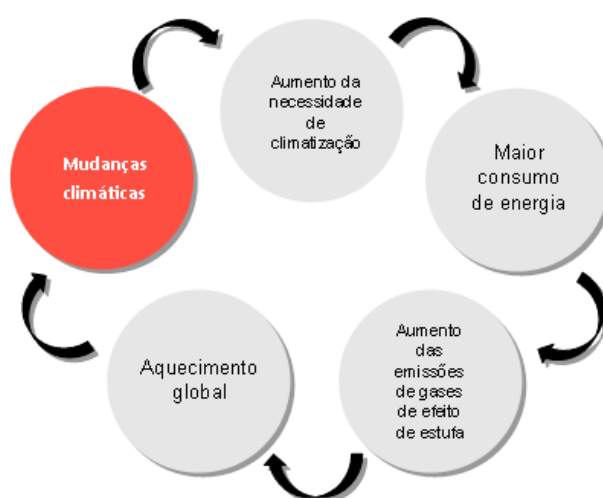 Aumento da
necessidade
de
climatização
Maior
consumo
de energia
Aumento
das
emissões
de gases
de efeito
de estufa
Aquecimento
global
Mudanças
climáticas